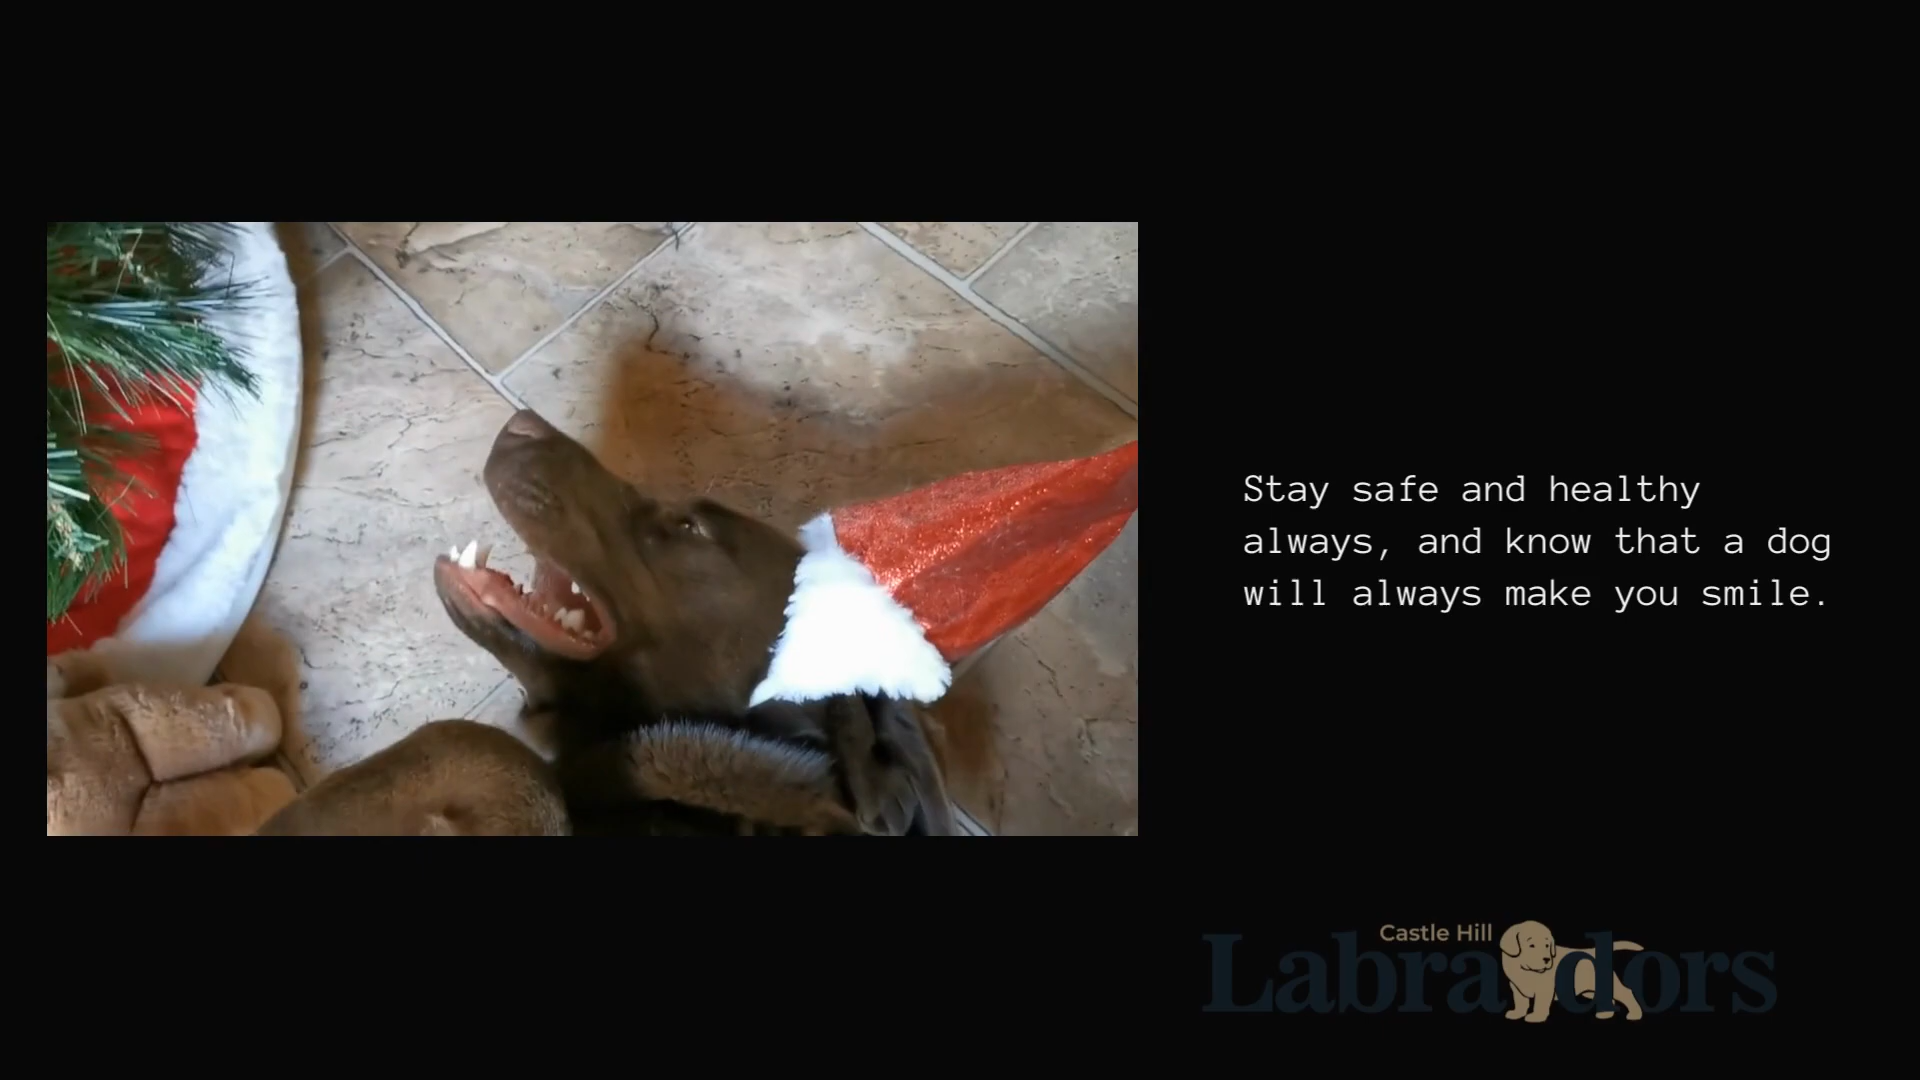 Stay safe and healthy
always, and know that a dog
will always make you smile.
Castle Hill
Labradors